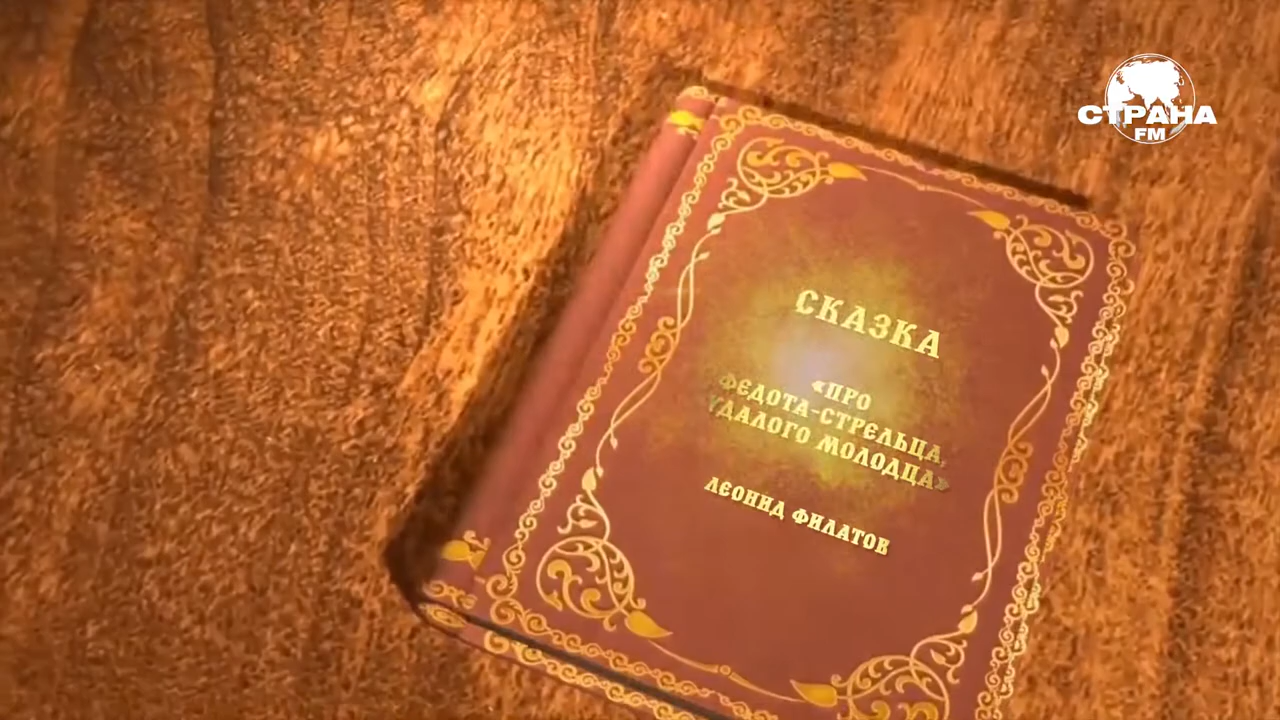 СТРАНА
FM
СКАЗКА
«ПРО
ФЕДОТА-СТРЕЛЬЦА,
УДАЛОГО МОЛОДЦА»
ЛЕОНИД ФИЛАТОВ